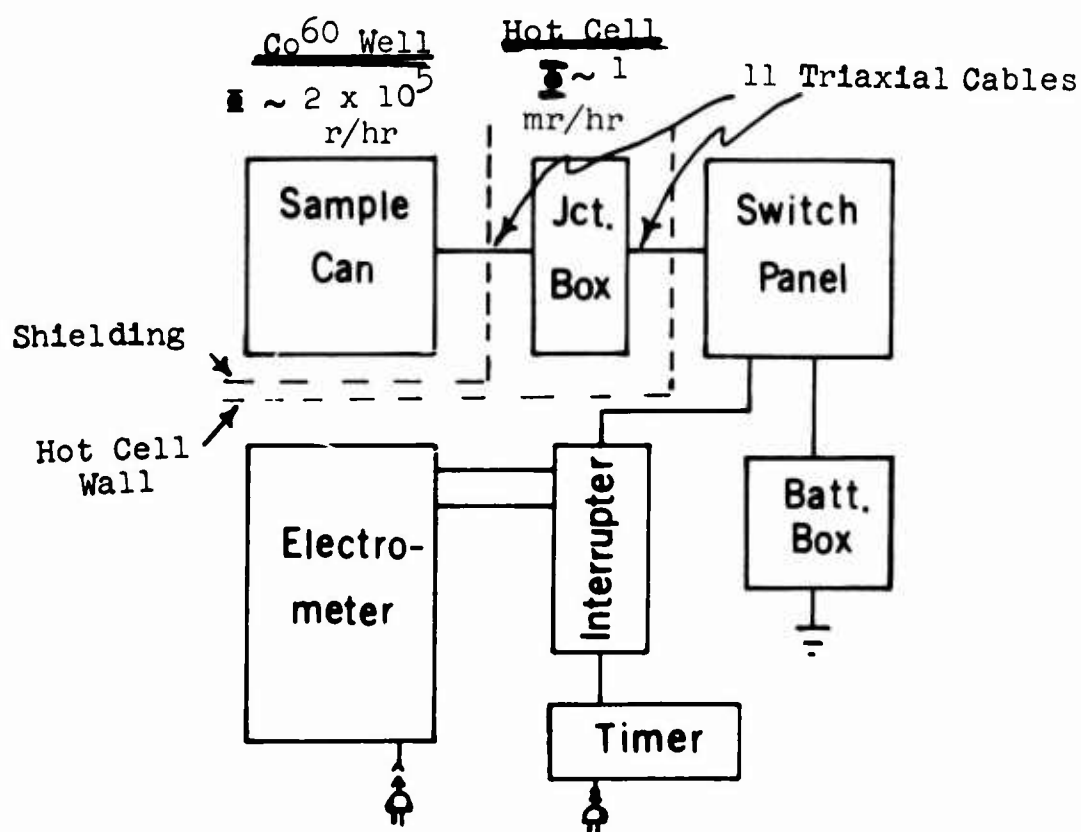 Co⁶⁰ Well
Φ ~ 2 x 10⁵
r/hr
Hot Cell
Φ ~ 1
mr/hr
11 Triaxial Cables
Sample
Can
Jct.
Box
Switch
Panel
Shielding
Hot Cell
Wall
Electro-
meter
Interrupter
Batt.
Box
Timer